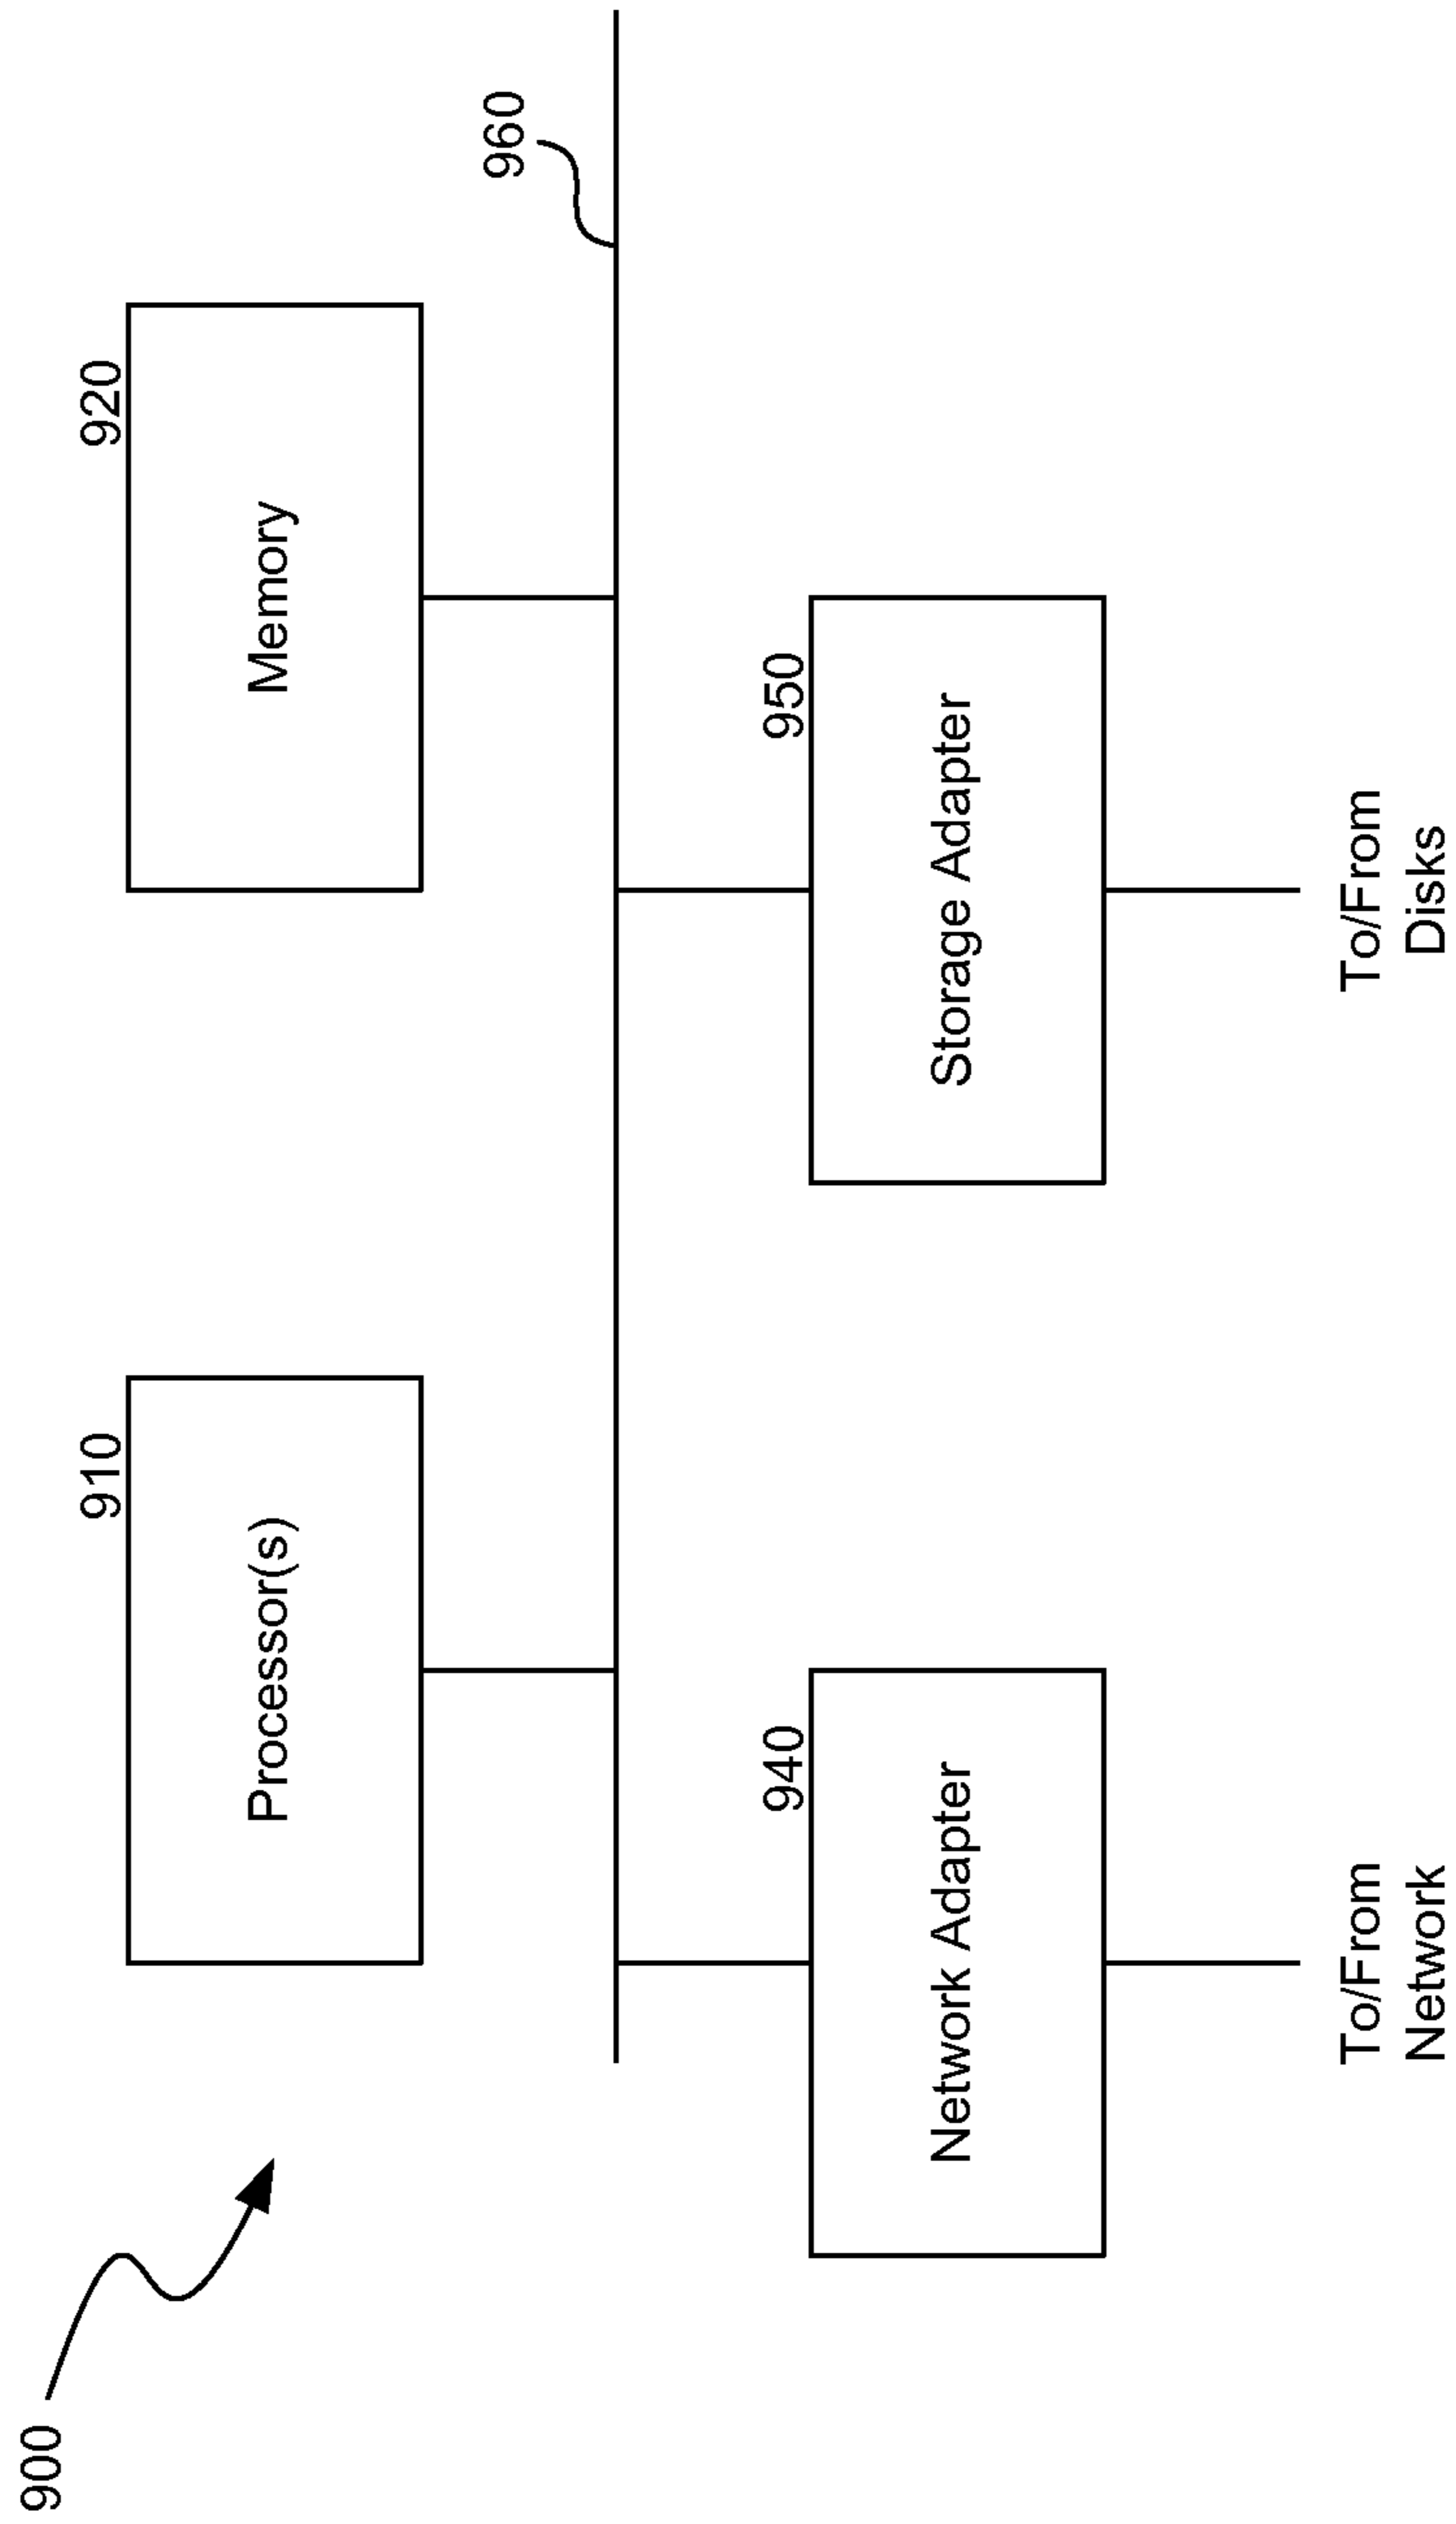 900
910
Processor(s)
920
Memory
960
940
Network Adapter
950
Storage Adapter
To/From
Network
To/From
Disks